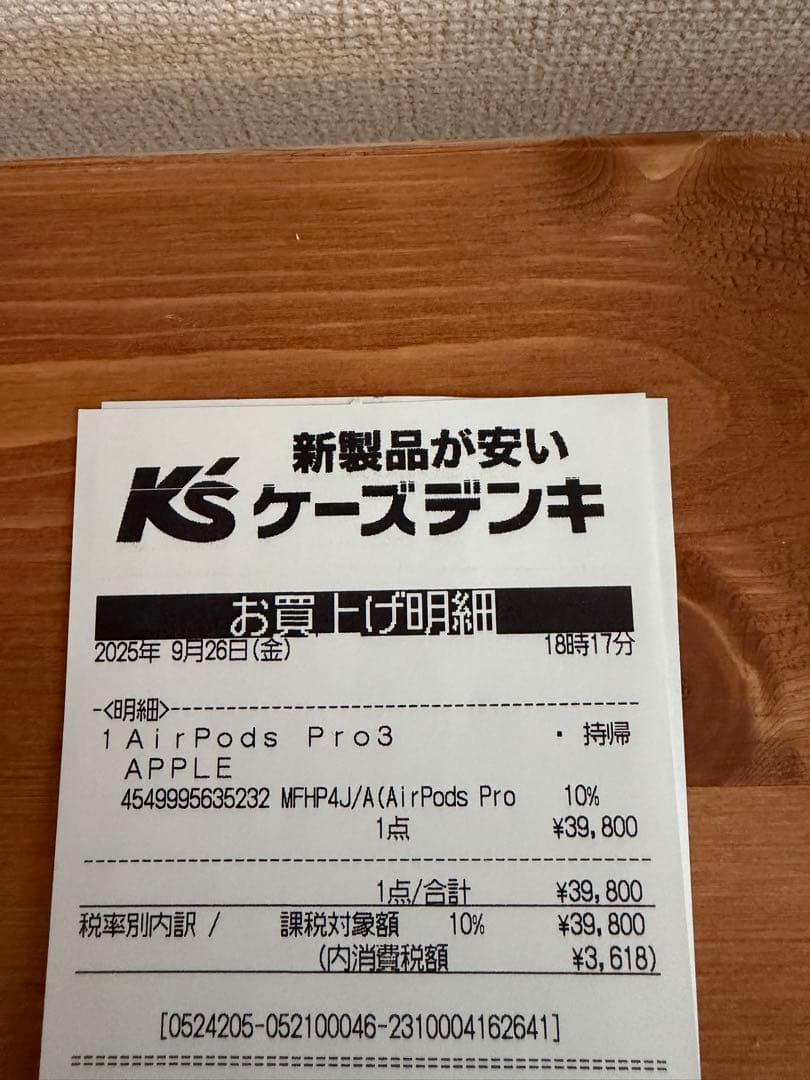 新製品が安い
K's ケーズデンキ
お買上げ明細
2025年 9月26日(金) 18時17分
-<明細>--------------------------------
1 AirPods Pro3 ・ 持帰
APPLE
4549995635232 MFHP4J/A(AirPods Pro 10%
1点 ¥39,800
1点/合計 ¥39,800
税率別内訳 / 課税対象額 10% ¥39,800
(内消費税額 ¥3,618)
[0524205-052100046-2310004162641]